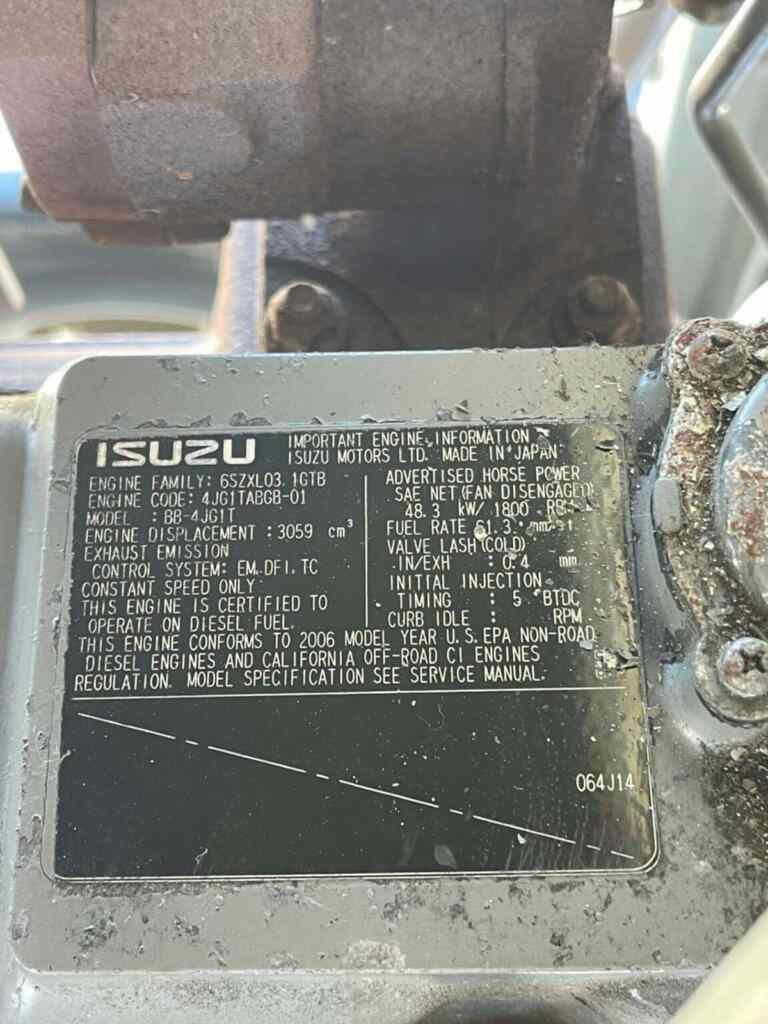 ISUZU
IMPORTANT ENGINE INFORMATION
ISUZU MOTORS LTD. MADE IN JAPAN
ENGINE FAMILY: 6SZXL03. 1GTB
ENGINE CODE: 4JG1TABGB-01
MODEL : BB-4JG1T
ENGINE DISPLACEMENT: 3059 cm³
EXHAUST EMISSION
CONTROL SYSTEM: EM, DFI, TC
CONSTANT SPEED ONLY
THIS ENGINE IS CERTIFIED TO
OPERATE ON DIESEL FUEL.
ADVERTISED HORSE POWER
SAE NET (FAN DISENGAGED)
48. 3 kW/ 1800
FUEL RATE 61. 3
VALVE LASH (COLD)
IN/EXH : 0.4 mm
INITIAL INJECTION
TIMING : 5 °BTDC
CURB IDLE : RPM
THIS ENGINE CONFORMS TO 2006 MODEL YEAR U. S. EPA NON-ROAD
DIESEL ENGINES AND CALIFORNIA OFF-ROAD CI ENGINES
REGULATION. MODEL SPECIFICATION SEE SERVICE MANUAL.
064J14